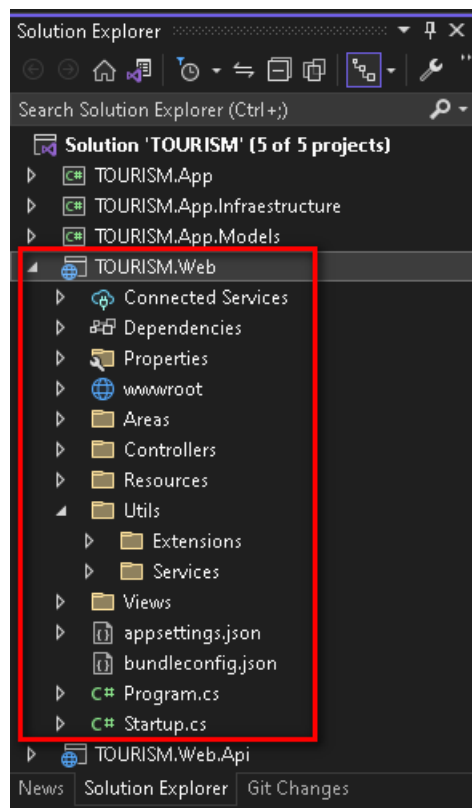 Solution Explorer
Search Solution Explorer (Ctrl+;)
Solution 'TOURISM' (5 of 5 projects)
C# TOURISM.App
C# TOURISM.App.Infraestructure
C# TOURISM.App.Models
TOURISM.Web
Connected Services
Dependencies
Properties
wwwroot
Areas
Controllers
Resources
Utils
Extensions
Services
Views
appsettings.json
bundleconfig.json
C# Program.cs
C# Startup.cs
TOURISM.Web.Api
News Solution Explorer Git Changes